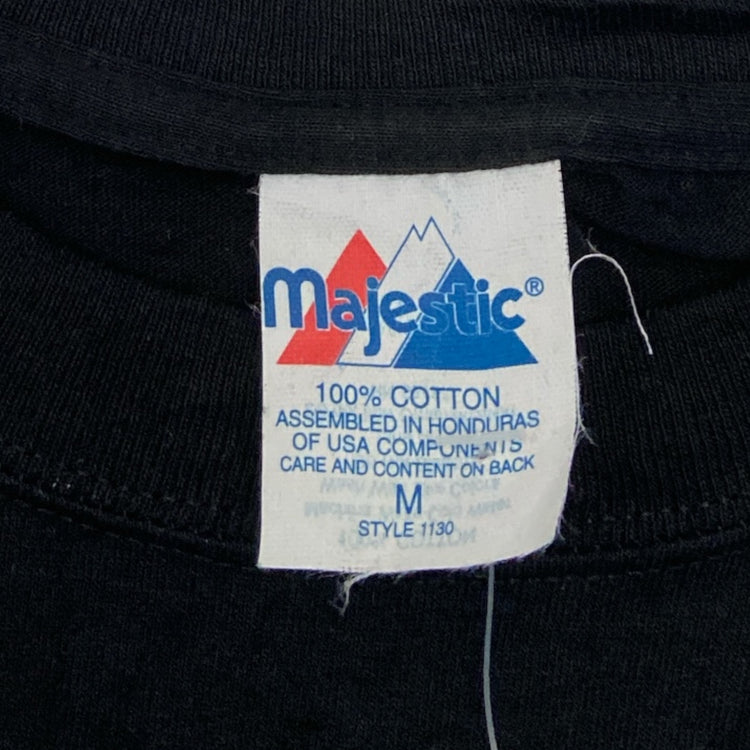 Majestic®
100% COTTON
ASSEMBLED IN HONDURAS
OF USA COMPONENTS
CARE AND CONTENT ON BACK
M
STYLE 1130